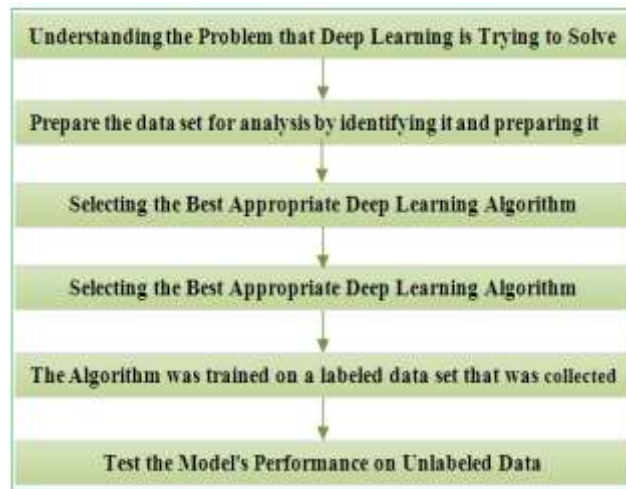 Understanding the Problem that Deep Learning is Trying to Solve
Prepare the data set for analysis by identifying it and preparing it
Selecting the Best Appropriate Deep Learning Algorithm
Selecting the Best Appropriate Deep Learning Algorithm
The Algorithm was trained on a labeled data set that was collected
Test the Model's Performance on Unlabeled Data